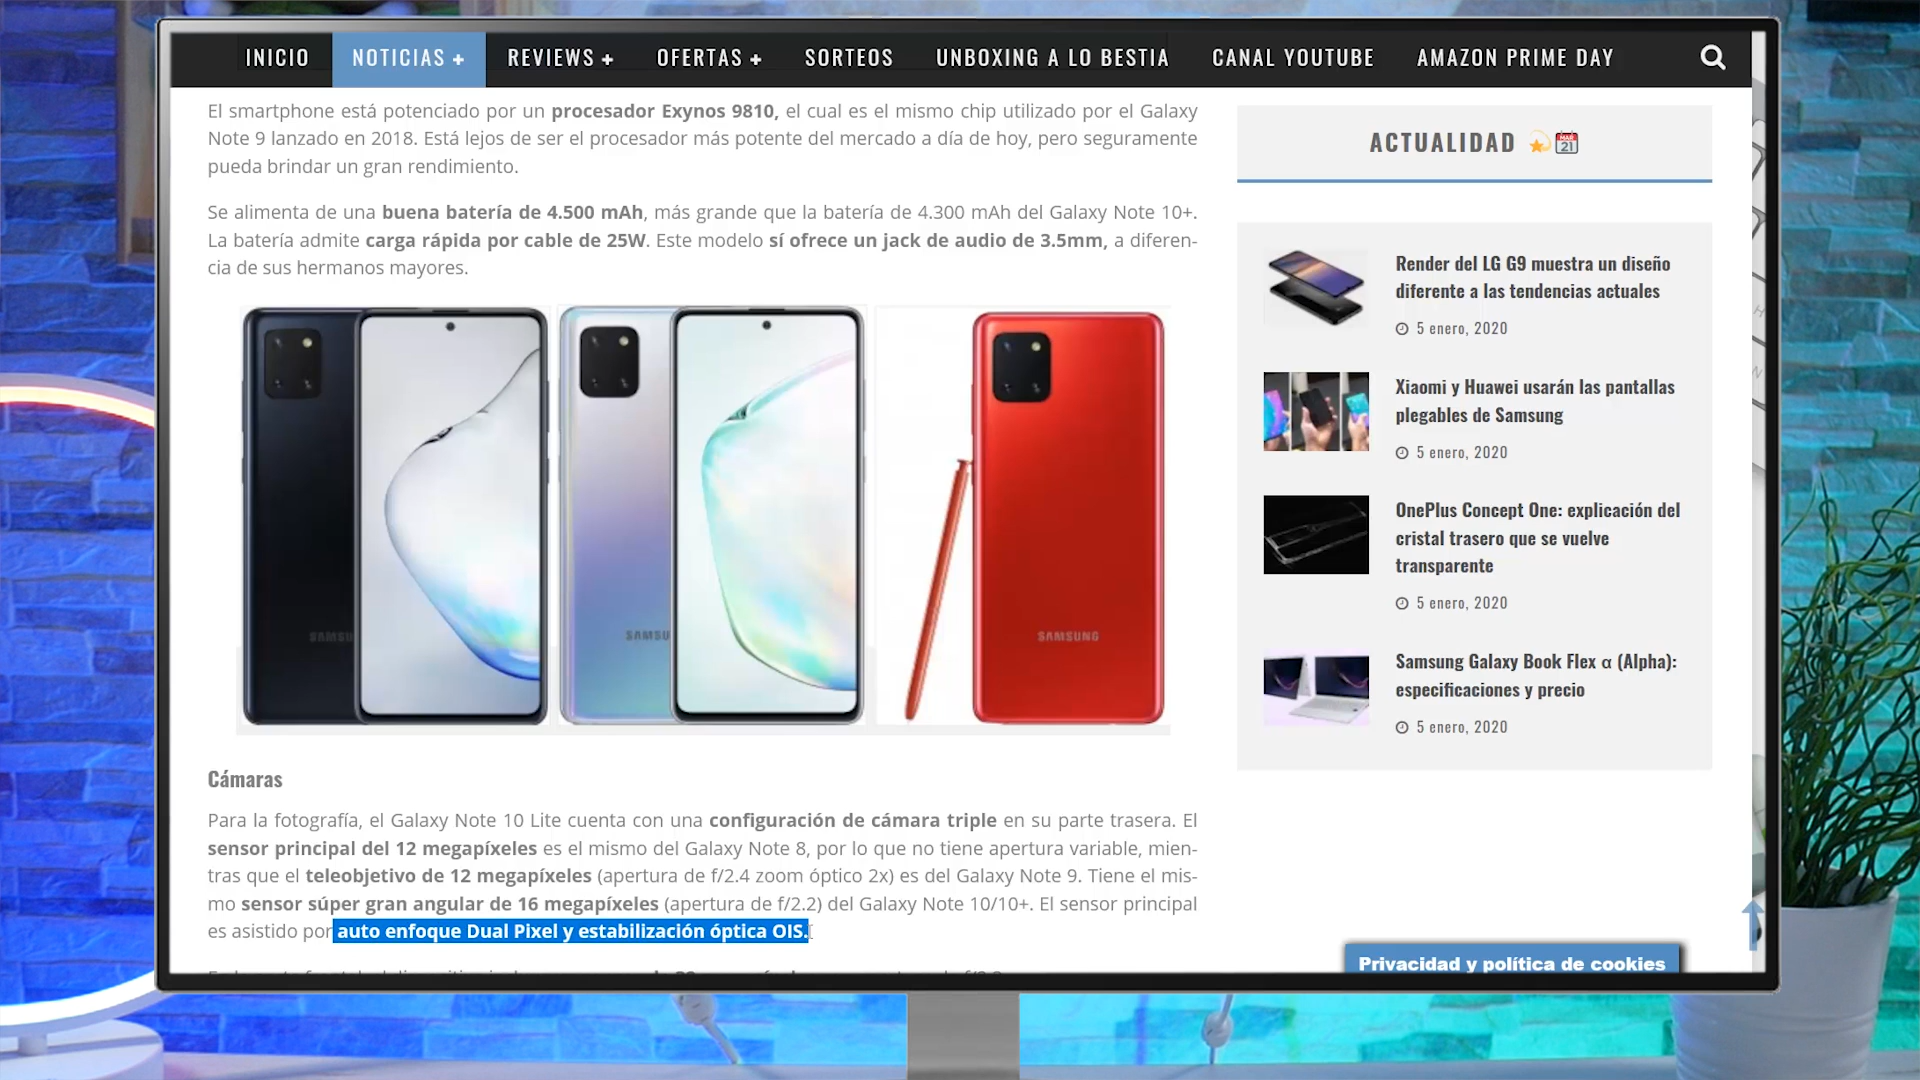 INICIO NOTICIAS + REVIEWS + OFERTAS + SORTEOS UNBOXING A LO BESTIA CANAL YOUTUBE AMAZON PRIME DAY
El smartphone está potenciado por un procesador Exynos 9810, el cual es el mismo chip utilizado por el Galaxy
Note 9 lanzado en 2018. Está lejos de ser el procesador más potente del mercado a día de hoy, pero seguramente
pueda brindar un gran rendimiento.
Se alimenta de una buena batería de 4.500 mAh, más grande que la batería de 4.300 mAh del Galaxy Note 10+.
La batería admite carga rápida por cable de 25W. Este modelo sí ofrece un jack de audio de 3.5mm, a diferen-
cia de sus hermanos mayores.
SAMSU
SAMSU
SAMSUNG
Cámaras
Para la fotografía, el Galaxy Note 10 Lite cuenta con una configuración de cámara triple en su parte trasera. El
sensor principal del 12 megapíxeles es el mismo del Galaxy Note 8, por lo que no tiene apertura variable, mien-
tras que el teleobjetivo de 12 megapíxeles (apertura de f/2.4 zoom óptico 2x) es del Galaxy Note 9. Tiene el mis-
mo sensor súper gran angular de 16 megapíxeles (apertura de f/2.2) del Galaxy Note 10/10+. El sensor principal
es asistido por auto enfoque Dual Pixel y estabilización óptica OIS.
ACTUALIDAD
MAR
21
Render del LG G9 muestra un diseño
diferente a las tendencias actuales
5 enero, 2020
Xiaomi y Huawei usarán las pantallas
plegables de Samsung
5 enero, 2020
OnePlus Concept One: explicación del
cristal trasero que se vuelve
transparente
5 enero, 2020
Samsung Galaxy Book Flex α (Alpha):
especificaciones y precio
5 enero, 2020
Privacidad y política de cookies